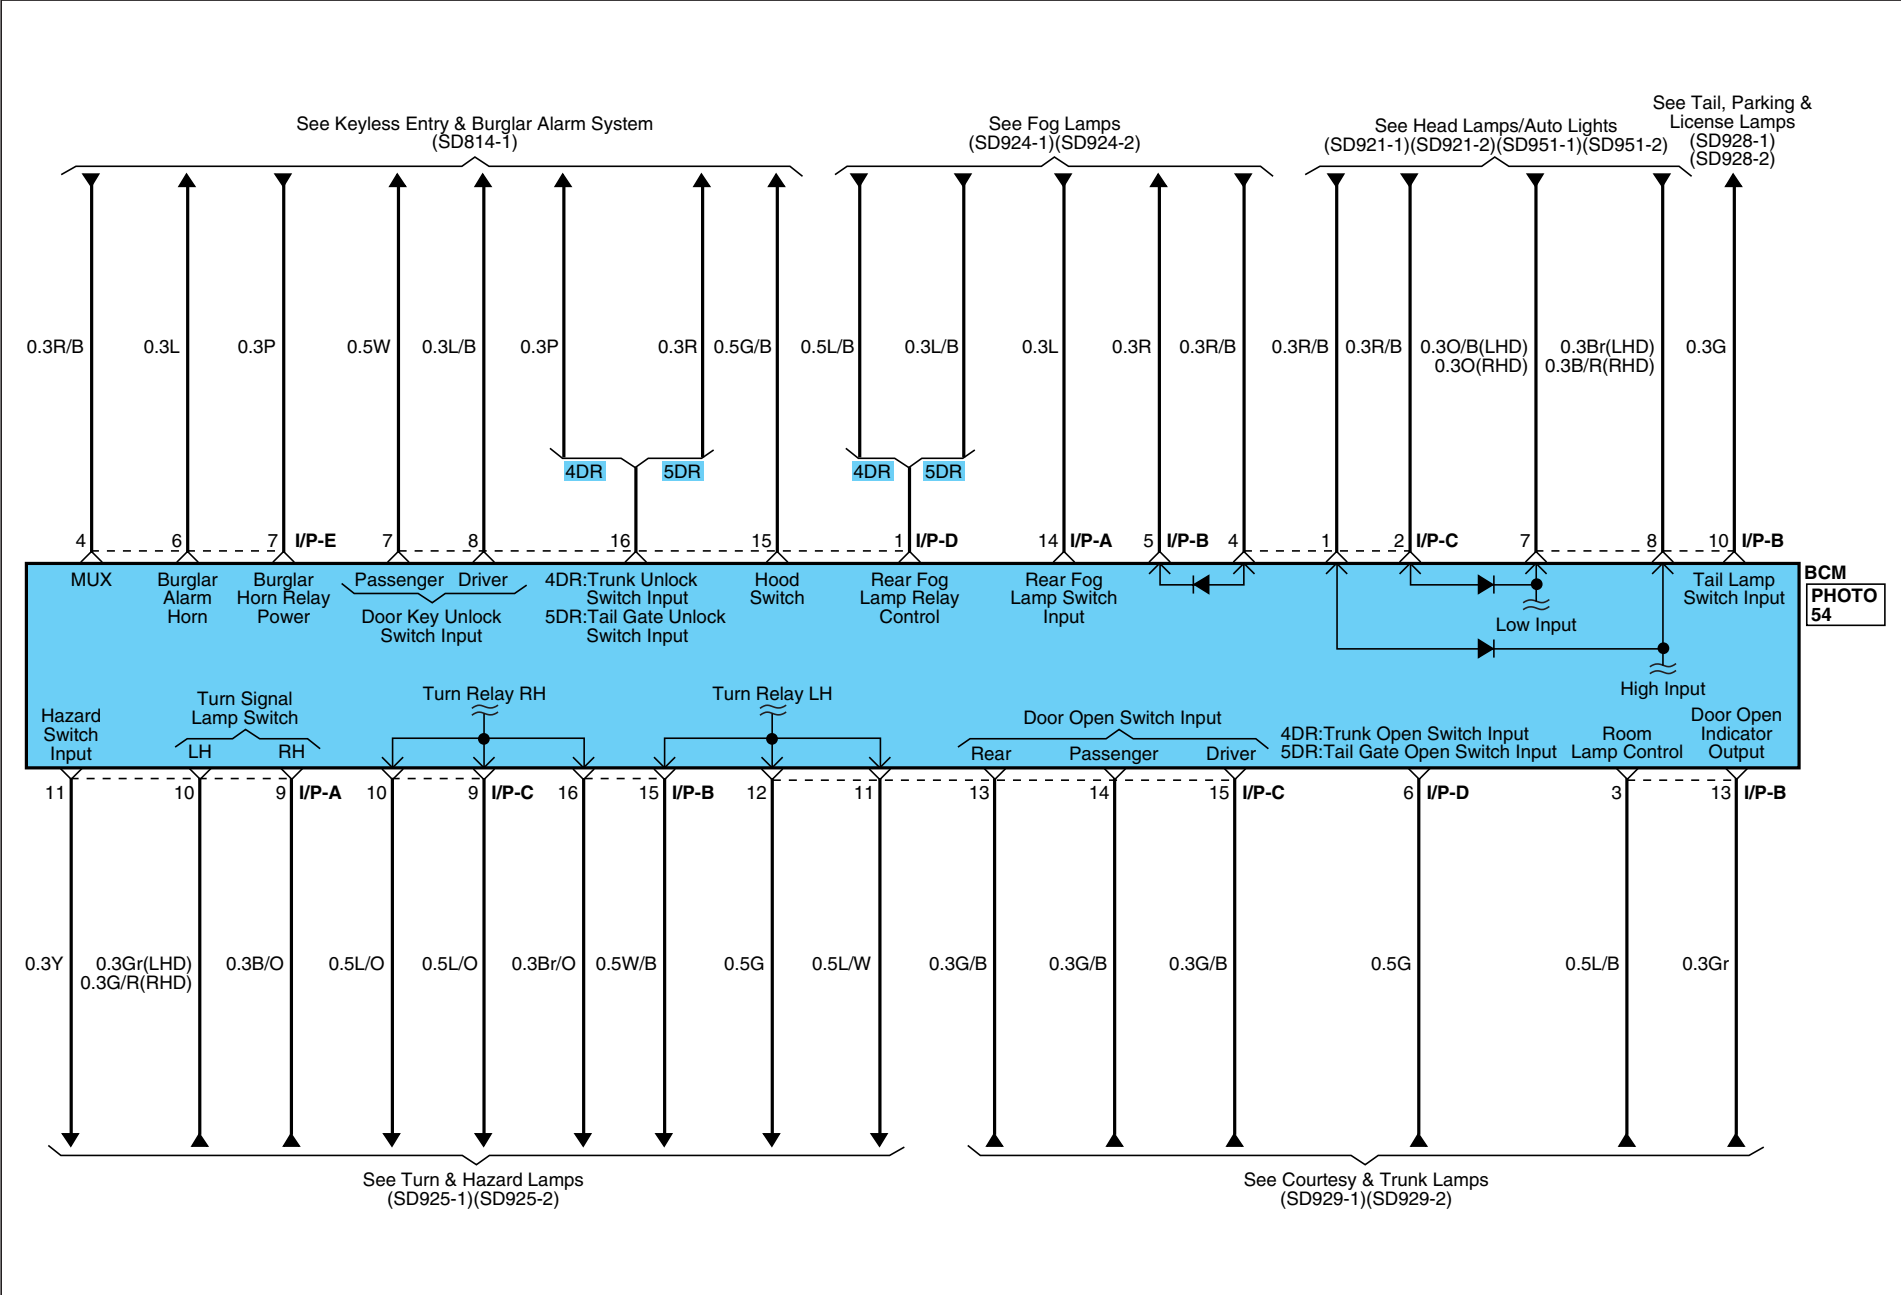 See Keyless Entry & Burglar Alarm System
(SD814-1)
See Fog Lamps
(SD924-1)(SD924-2)
See Head Lamps/Auto Lights
(SD921-1)(SD921-2)(SD951-1)(SD951-2)
See Tail, Parking &
License Lamps
(SD928-1)
(SD928-2)
0.3R/B
0.3L
0.3P
0.5W
0.3L/B
0.3P
0.3R
0.5G/B
0.5L/B
0.3L/B
0.3L
0.3R
0.3R/B
0.3R/B
0.3R/B
0.3O/B(LHD)
0.3O(RHD)
0.3Br(LHD)
0.3B/R(RHD)
0.3G
4DR
5DR
4DR
5DR
4
6
7
I/P-E
7
8
16
15
1
I/P-D
14
I/P-A
5
I/P-B
4
1
2
I/P-C
7
8
10
I/P-B
MUX
Burglar
Alarm
Horn
Burglar
Horn Relay
Power
Passenger
Driver
Door Key Unlock
Switch Input
4DR:Trunk Unlock
Switch Input
5DR:Tail Gate Unlock
Switch Input
Hood
Switch
Rear Fog
Lamp Relay
Control
Rear Fog
Lamp Switch
Input
Low Input
High Input
Tail Lamp
Switch Input
BCM
PHOTO
54
Hazard
Switch
Input
Turn Signal
Lamp Switch
LH
RH
Turn Relay RH
Turn Relay LH
Door Open Switch Input
Rear
Passenger
Driver
4DR:Trunk Open Switch Input
5DR:Tail Gate Open Switch Input
Room
Lamp Control
Door Open
Indicator
Output
11
10
9
I/P-A
10
9
I/P-C
16
15
I/P-B
12
11
13
14
15
I/P-C
6
I/P-D
3
13
I/P-B
0.3Y
0.3Gr(LHD)
0.3G/R(RHD)
0.3B/O
0.5L/O
0.5L/O
0.3Br/O
0.5W/B
0.5G
0.5L/W
0.3G/B
0.3G/B
0.3G/B
0.5G
0.5L/B
0.3Gr
See Turn & Hazard Lamps
(SD925-1)(SD925-2)
See Courtesy & Trunk Lamps
(SD929-1)(SD929-2)